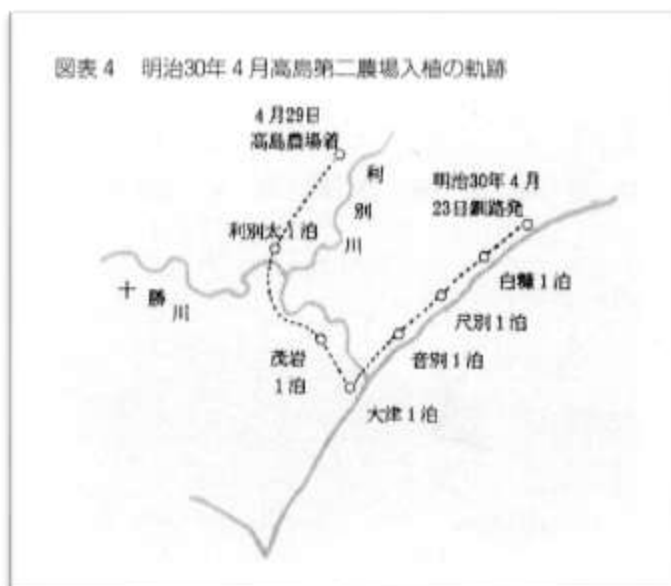 図表4　明治30年4月高島第二農場入植の軌跡
4月29日
高島農場着
利別川
明治30年4月
23日釧路発
利別太1泊
十勝川
白糠1泊
尺別1泊
音別1泊
茂岩
1泊
大津1泊